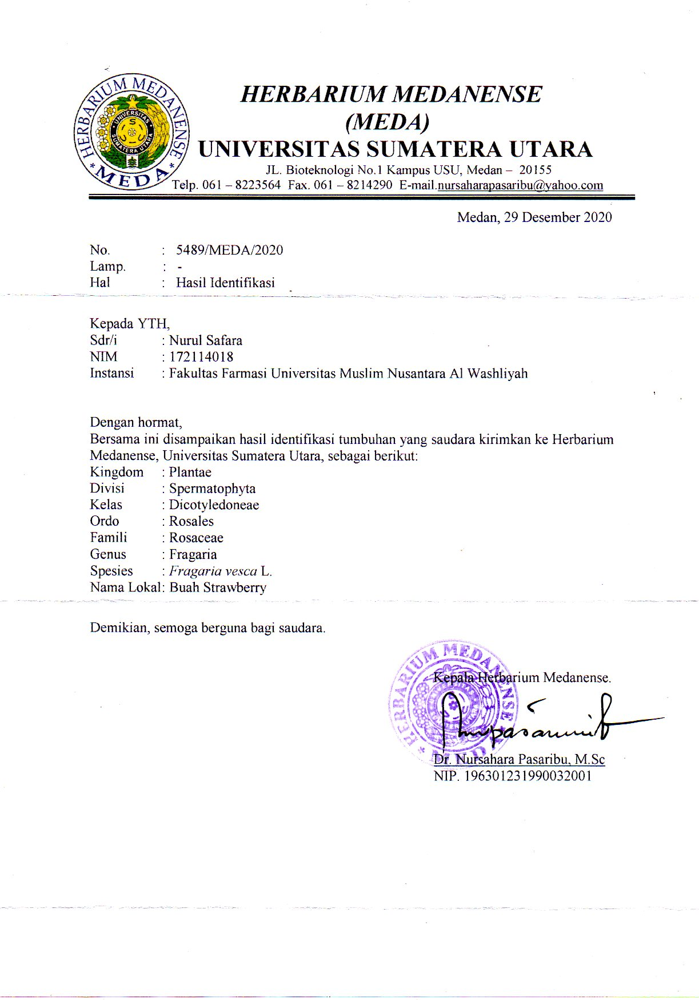 HERBARIUM MEDANENSE
* MEDA *
UNIVERSITAS
SUMATERA UTARA
HERBARIUM MEDANENSE
(MEDA)
UNIVERSITAS SUMATERA UTARA
JL. Bioteknologi No.1 Kampus USU, Medan – 20155
Telp. 061 – 8223564 Fax. 061 – 8214290 E-mail.nursaharapasaribu@yahoo.com
Medan, 29 Desember 2020
No. : 5489/MEDA/2020
Lamp. : -
Hal : Hasil Identifikasi
Kepada YTH,
Sdr/i : Nurul Safara
NIM : 172114018
Instansi : Fakultas Farmasi Universitas Muslim Nusantara Al Washliyah
Dengan hormat,
Bersama ini disampaikan hasil identifikasi tumbuhan yang saudara kirimkan ke Herbarium
Medanense, Universitas Sumatera Utara, sebagai berikut:
Kingdom : Plantae
Divisi : Spermatophyta
Kelas : Dicotyledoneae
Ordo : Rosales
Famili : Rosaceae
Genus : Fragaria
Spesies : Fragaria vesca L.
Nama Lokal: Buah Strawberry
Demikian, semoga berguna bagi saudara.
HERBARIUM MEDANENSE
* MEDA *
Kepala Herbarium Medanense.
Dr. Nursahara Pasaribu, M.Sc
NIP. 196301231990032001